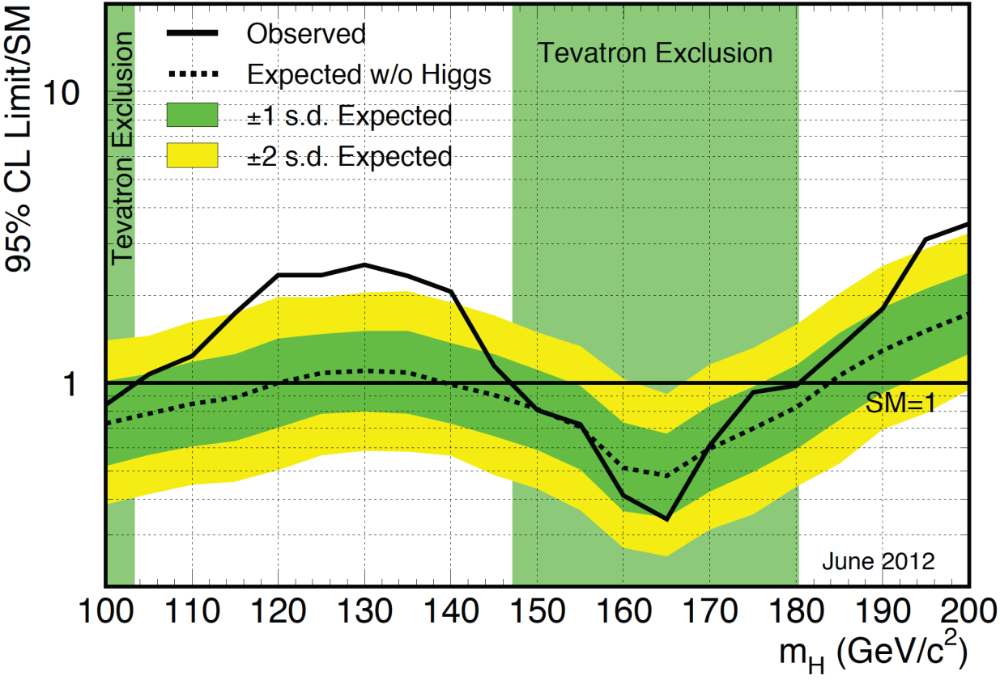 95% CL Limit/SM
10
1
Tevatron Exclusion
Observed
Expected w/o Higgs
±1 s.d. Expected
±2 s.d. Expected
Tevatron Exclusion
SM=1
June 2012
100 110 120 130 140 150 160 170 180 190 200
m_H (GeV/c²)